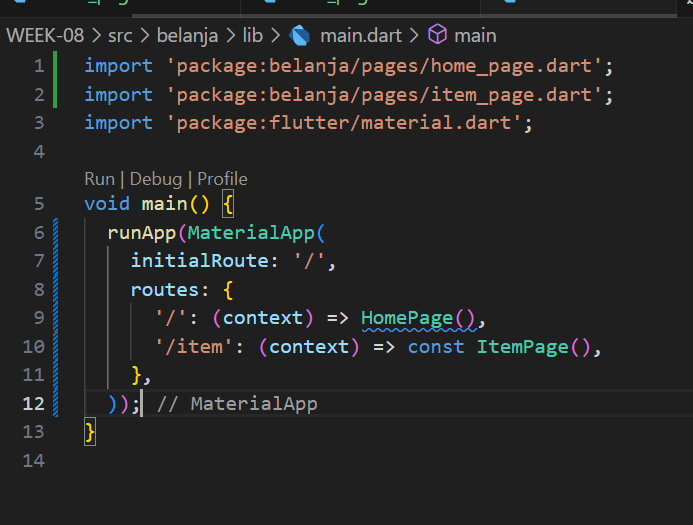 WEEK-08 > src > belanja > lib > main.dart > main
1 import 'package:belanja/pages/home_page.dart';
2 import 'package:belanja/pages/item_page.dart';
3 import 'package:flutter/material.dart';
4
Run | Debug | Profile
5 void main() {
6   runApp(MaterialApp(
7     initialRoute: '/',
8     routes: {
9       '/': (context) => HomePage(),
10       '/item': (context) => const ItemPage(),
11     },
12   )); // MaterialApp
13 }
14